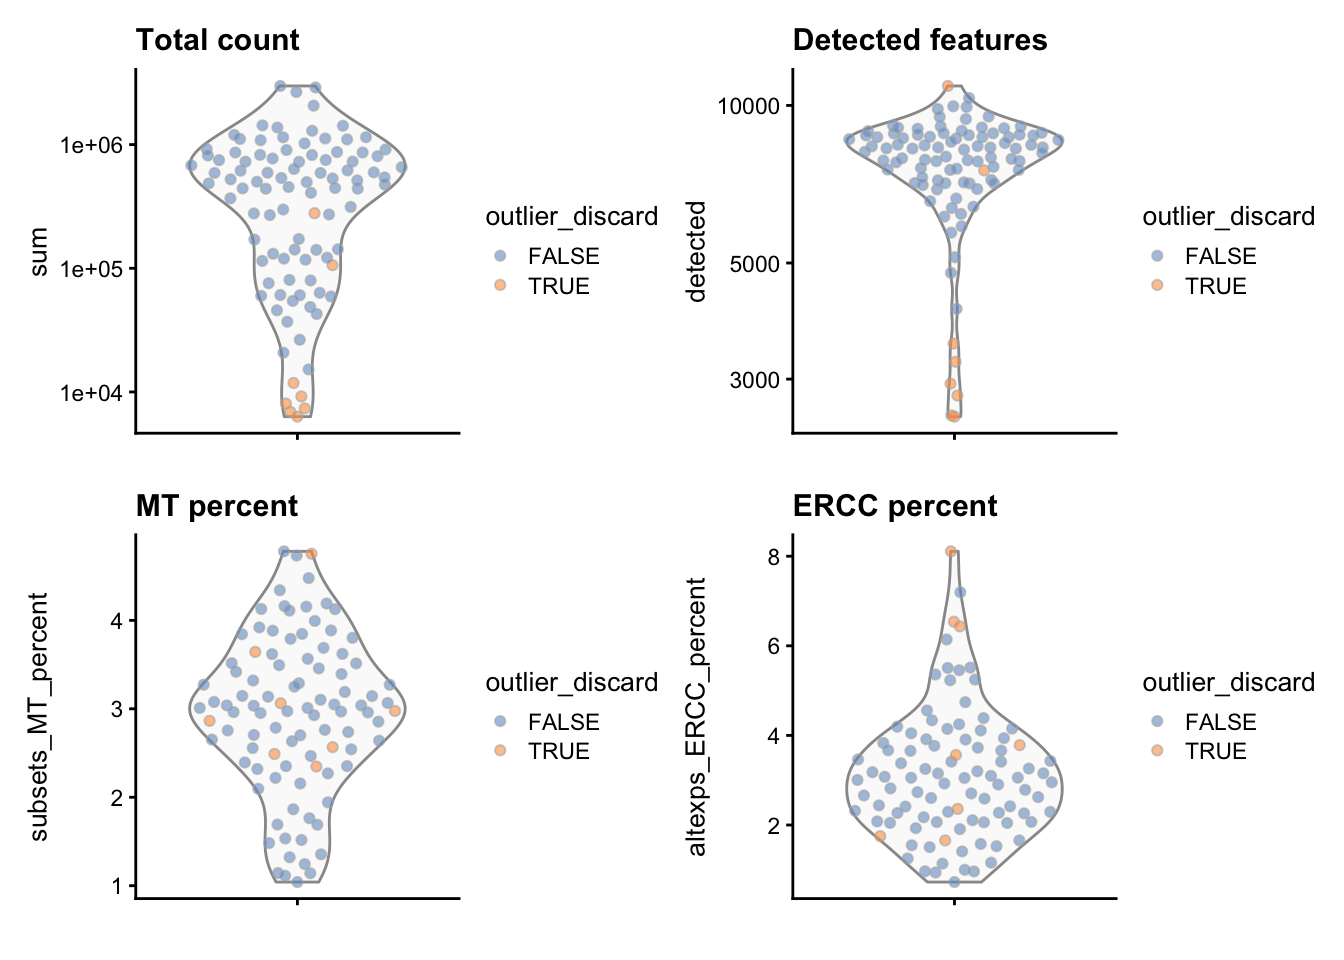 Total count
sum
1e+06
1e+05
1e+04
outlier_discard
FALSE
TRUE
Detected features
detected
10000
5000
3000
outlier_discard
FALSE
TRUE
MT percent
subsets_MT_percent
4
3
2
1
outlier_discard
FALSE
TRUE
ERCC percent
altexps_ERCC_percent
8
6
4
2
outlier_discard
FALSE
TRUE